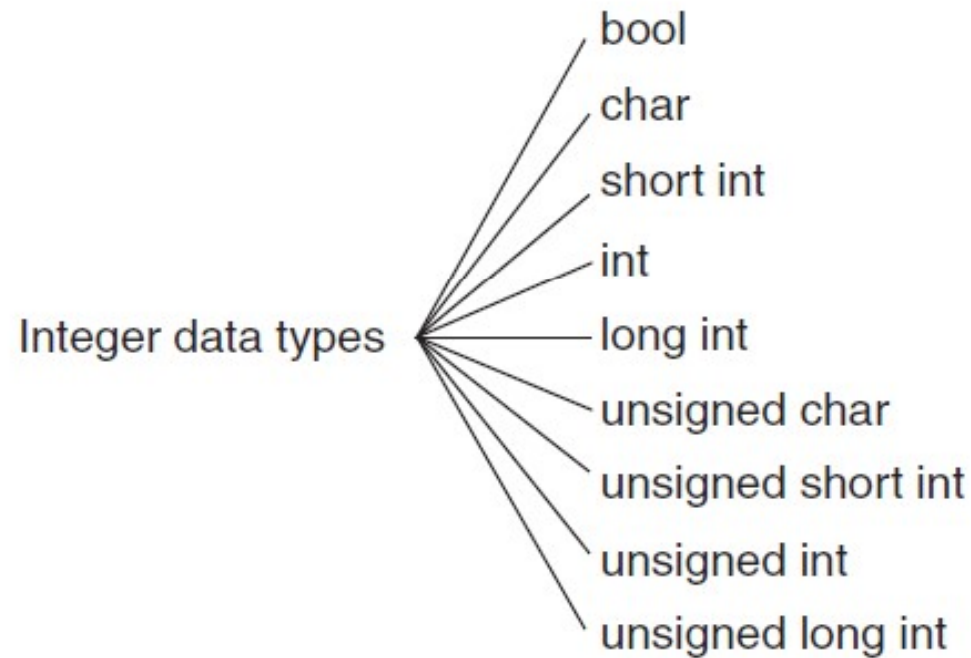 bool
char
short int
int
Integer data types
long int
unsigned char
unsigned short int
unsigned int
unsigned long int